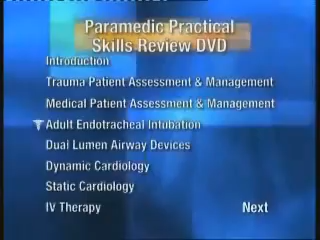 Paramedic Practical
Skills Review DVD
Introduction
Trauma Patient Assessment & Management
Medical Patient Assessment & Management
Adult Endotracheal Intubation
Dual Lumen Airway Devices
Dynamic Cardiology
Static Cardiology
IV Therapy
Next